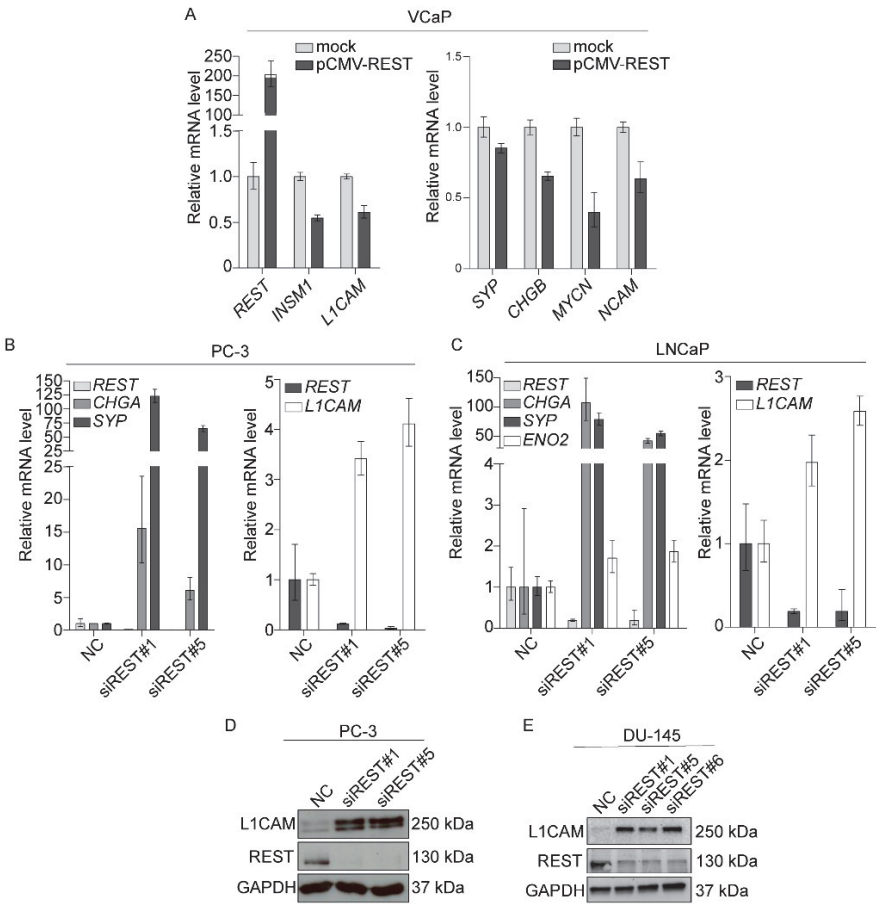 A
VCaP
mock
pCMV-REST
Relative mRNA level
250
200
150
100
1.5
1.0
0.5
0
REST
INSM1
L1CAM
mock
pCMV-REST
Relative mRNA level
1.5
1.0
0.5
0
SYP
CHGB
MYCN
NCAM
B
PC-3
REST
CHGA
SYP
Relative mRNA level
150
125
100
75
50
25
25
20
15
10
5
0
NC
siREST#1
siREST#5
REST
L1CAM
Relative mRNA level
5
4
3
2
1
0
NC
siREST#1
siREST#5
C
LNCaP
REST
CHGA
SYP
ENO2
Relative mRNA level
150
100
50
4
3
2
1
0
NC
siREST#1
siREST#5
REST
L1CAM
Relative mRNA level
3
2
1
0
NC
siREST#1
siREST#5
D
PC-3
NC
siREST#1
siREST#5
L1CAM 250 kDa
REST 130 kDa
GAPDH 37 kDa
E
DU-145
NC
siREST#1
siREST#5
siREST#6
L1CAM 250 kDa
REST 130 kDa
GAPDH 37 kDa